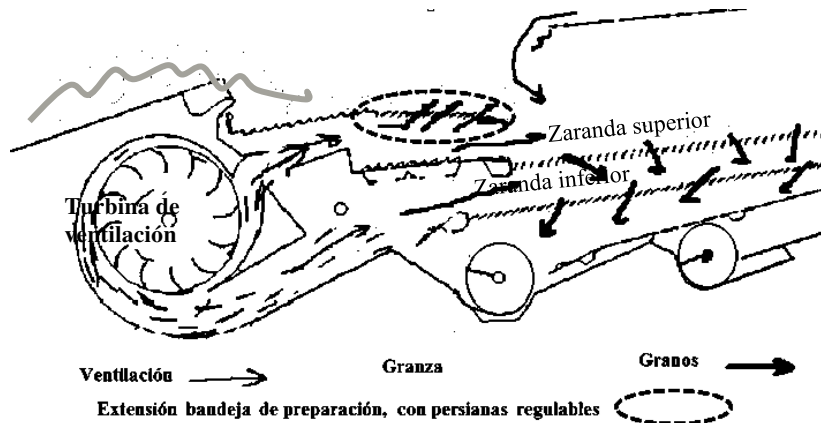 Zaranda superior
Zaranda inferior
Turbina de
ventilación
Ventilación
Granza
Granos
Extensión bandeja de preparación, con persianas regulables